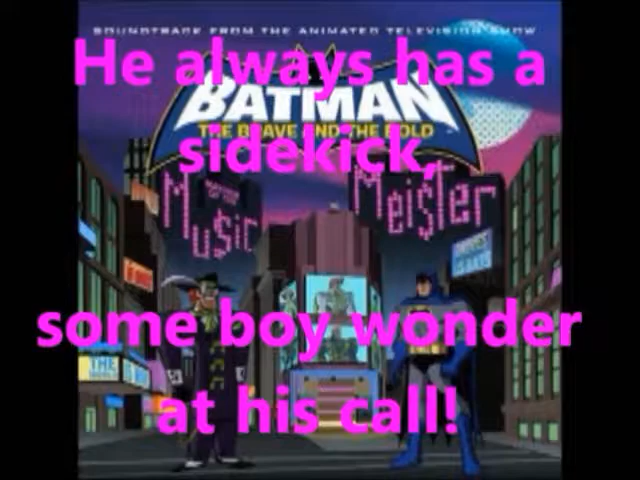 SOUNDTRACK FROM THE ANIMATED TELEVISION SHOW
He always has a
BATMAN
THE BRAVE AND THE BOLD
sidekick,
Music Meister
some boy wonder
THE
at his call!